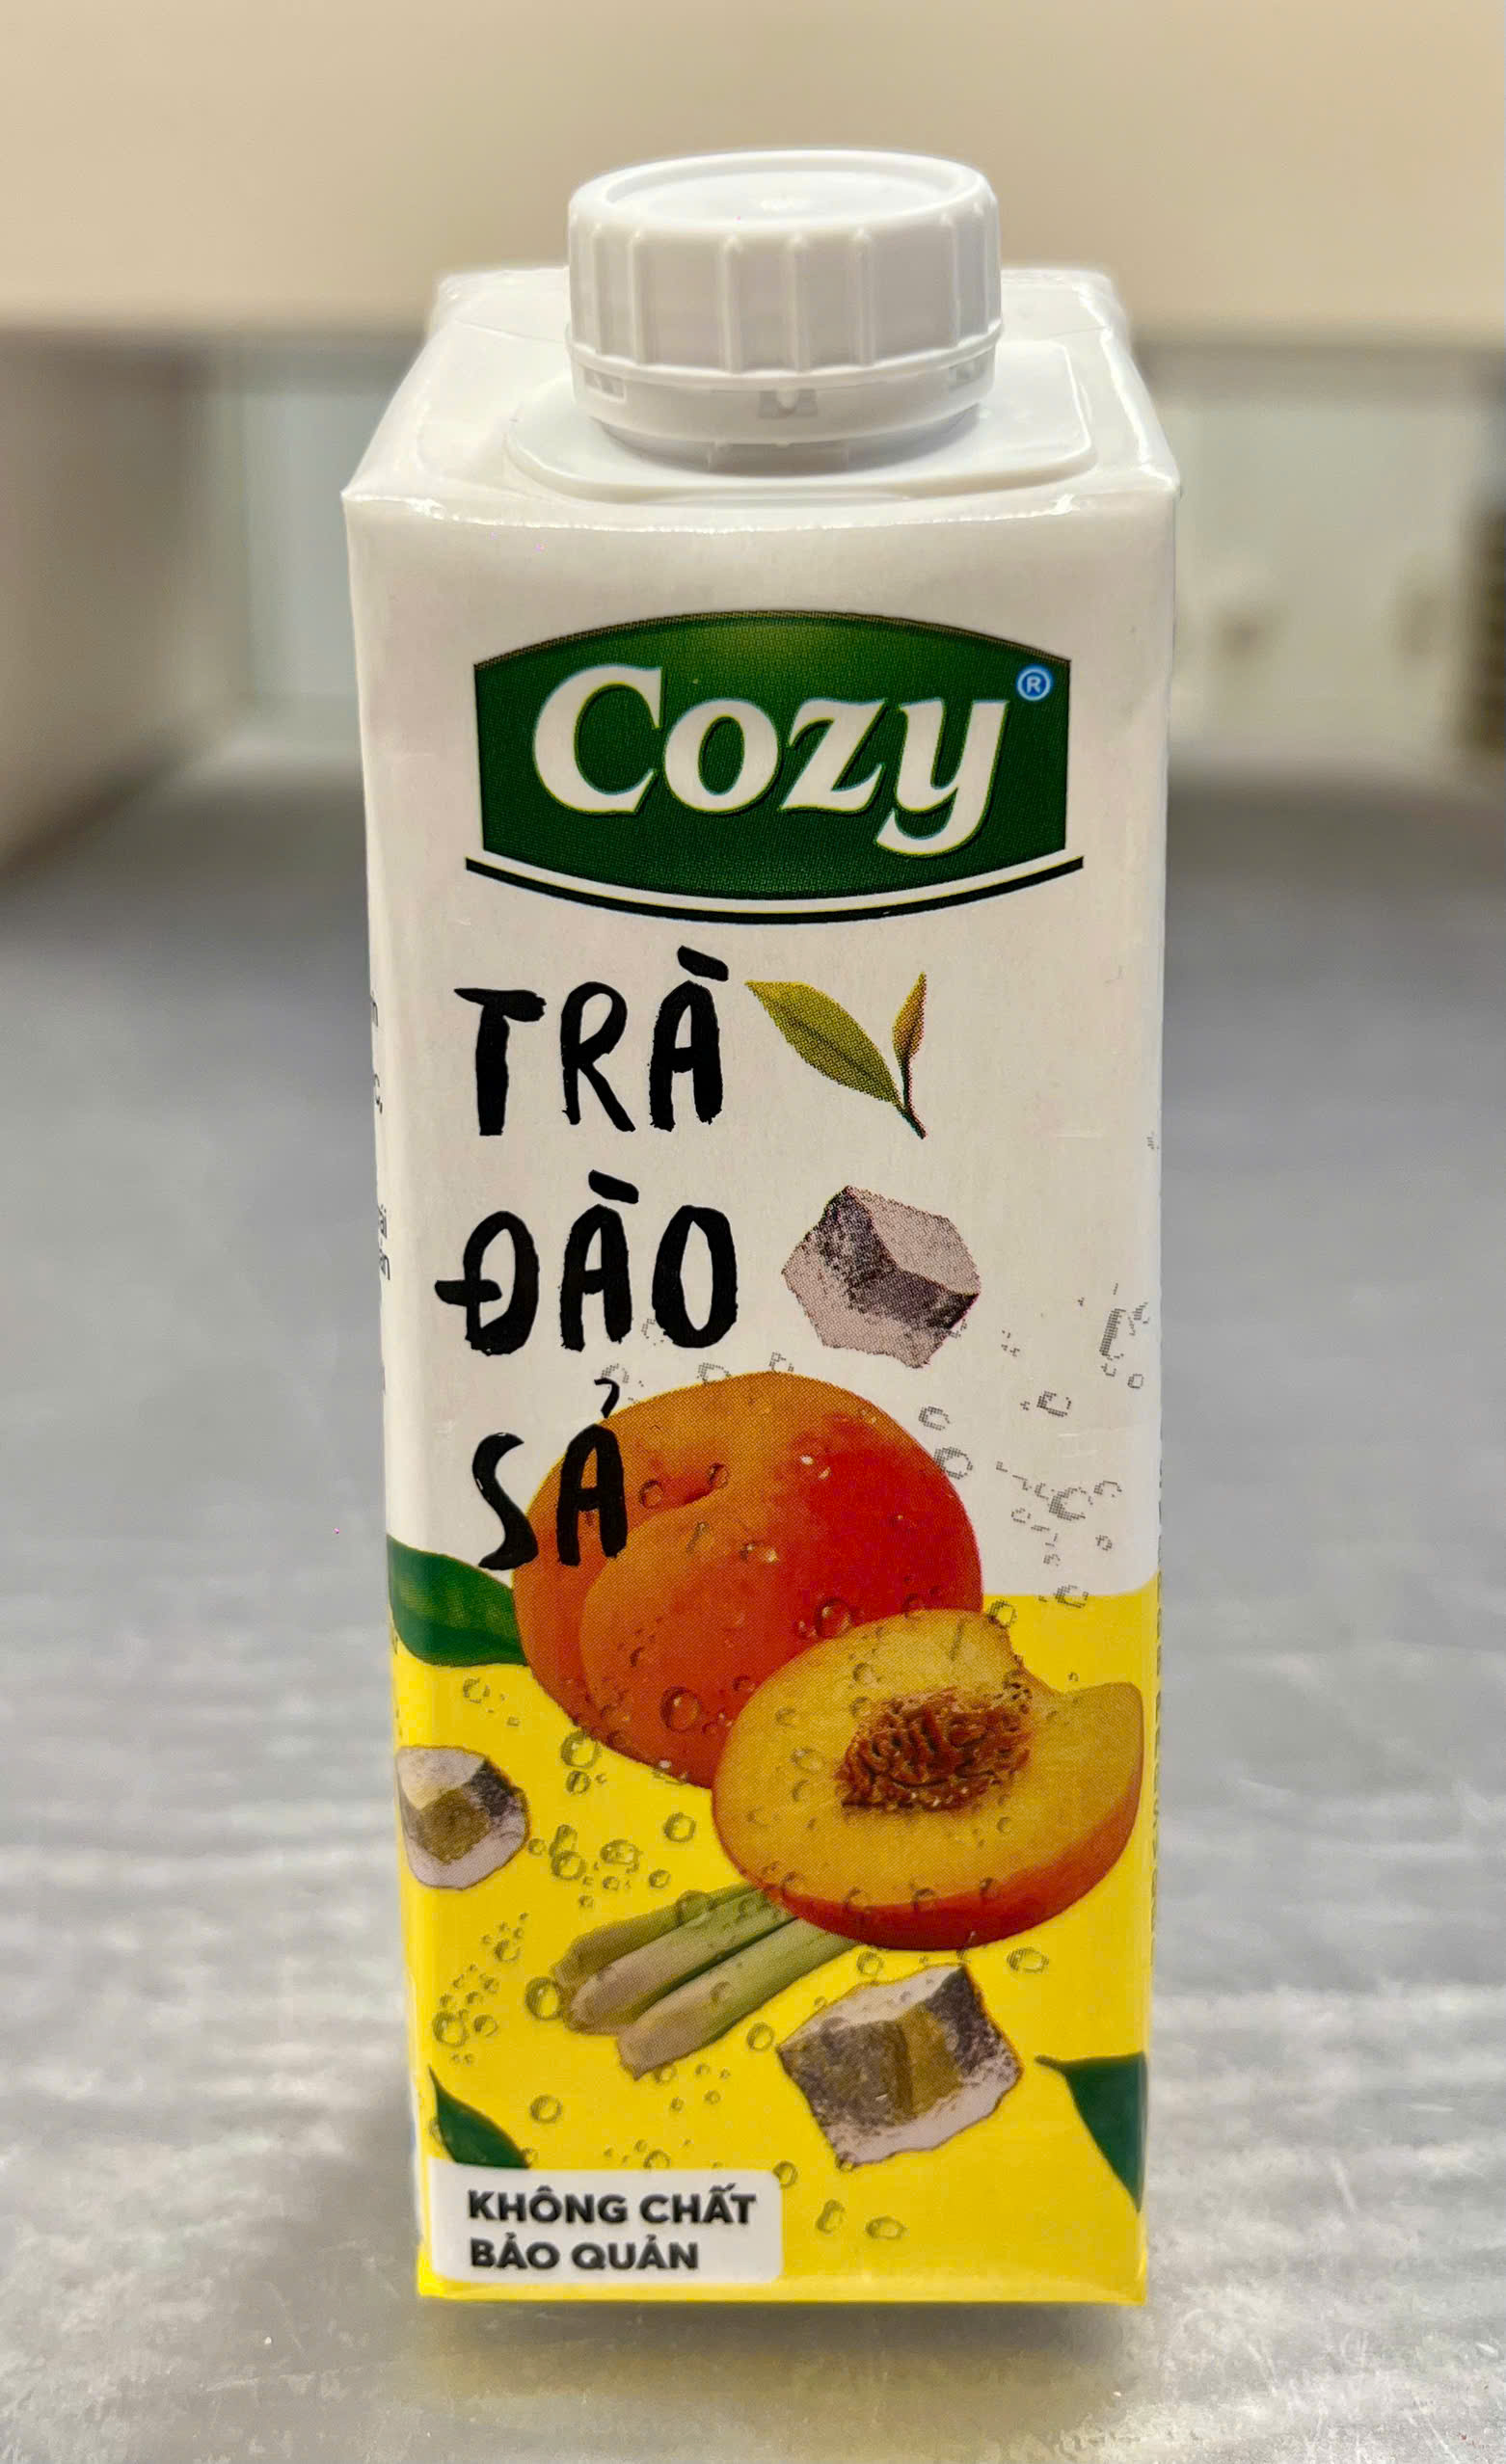 Cozy®
TRÀ
ĐÀO
SẢ
KHÔNG CHẤT
BẢO QUẢN